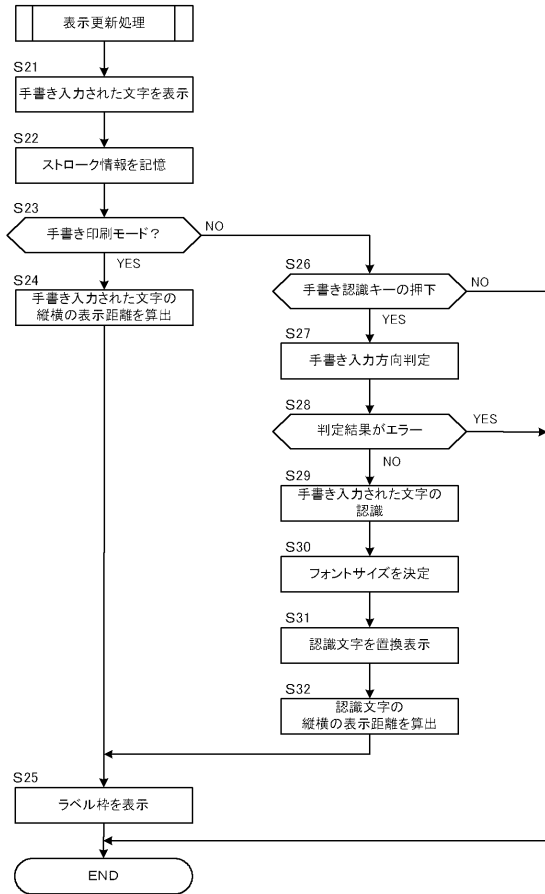 表示更新処理
S21
手書き入力された文字を表示
S22
ストローク情報を記憶
S23
手書き印刷モード？
NO
YES
S24
手書き入力された文字の
縦横の表示距離を算出
S26
手書き認識キーの押下
NO
YES
S27
手書き入力方向判定
S28
判定結果がエラー
YES
NO
S29
手書き入力された文字の
認識
S30
フォントサイズを決定
S31
認識文字を置換表示
S32
認識文字の
縦横の表示距離を算出
S25
ラベル枠を表示
END